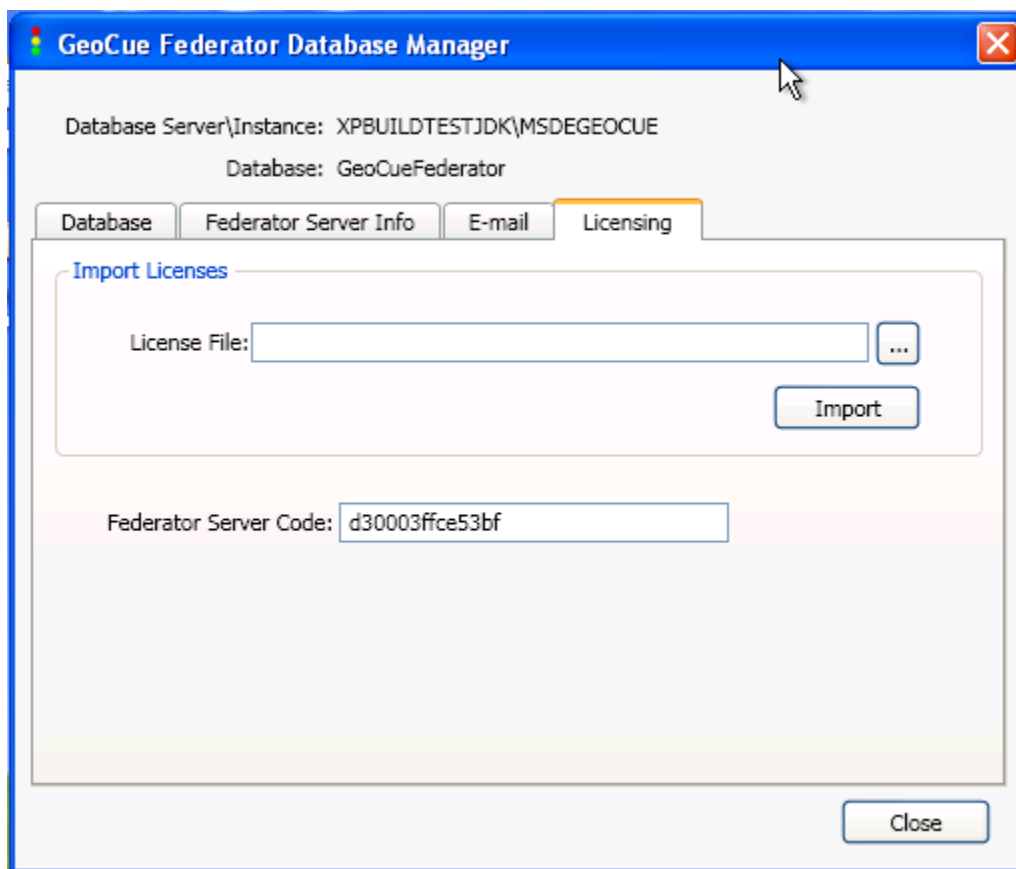 GeoCue Federator Database Manager
Database Server\Instance: XPBUILDTESTJDK\MSDEGEOCUE
Database: GeoCueFederator
Database Federator Server Info E-mail Licensing
Import Licenses
License File: ...
Import
Federator Server Code: d30003ffce53bf
Close